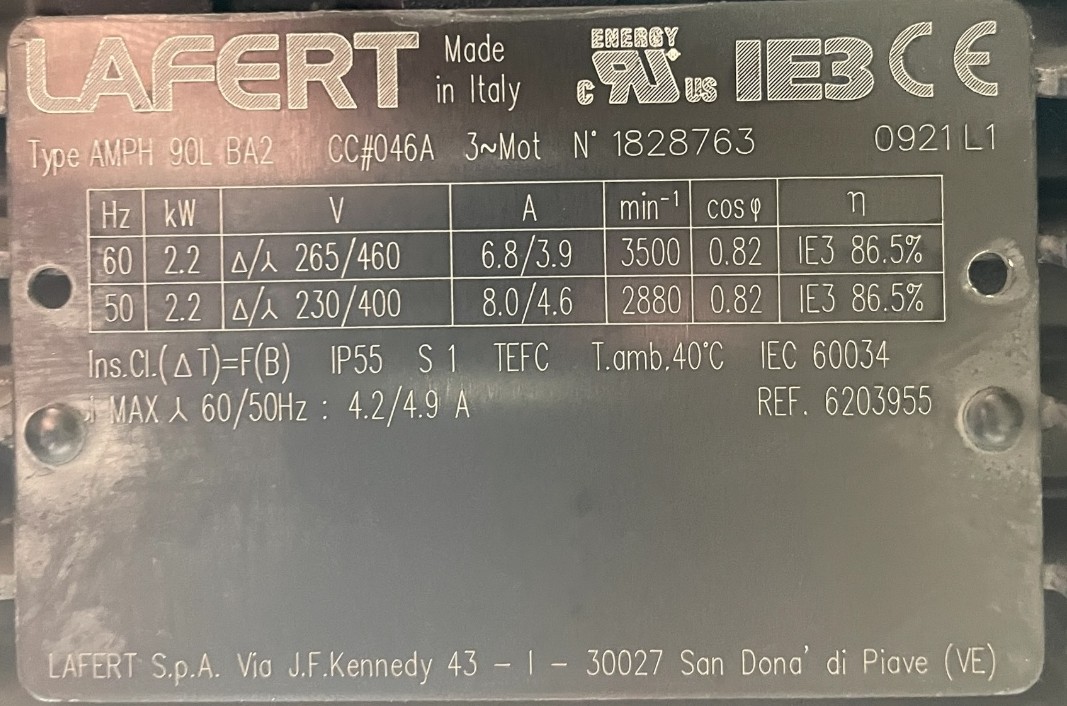 LAFERT Made in Italy ENERGY c RU US IE3 CE
Type AMPH 90L BA2 CC#046A 3~Mot N° 1828763 0921 L1
Hz kW V A min⁻¹ cos φ η
60 2.2 Δ/⅄ 265/460 6.8/3.9 3500 0.82 IE3 86.5%
50 2.2 Δ/⅄ 230/400 8.0/4.6 2880 0.82 IE3 86.5%
Ins.Cl.(ΔT)=F(B) IP55 S 1 TEFC T.amb.40°C IEC 60034
MAX ⅄ 60/50Hz : 4.2/4.9 A REF. 6203955
LAFERT S.p.A. Via J.F.Kennedy 43 - I - 30027 San Dona' di Piave (VE)